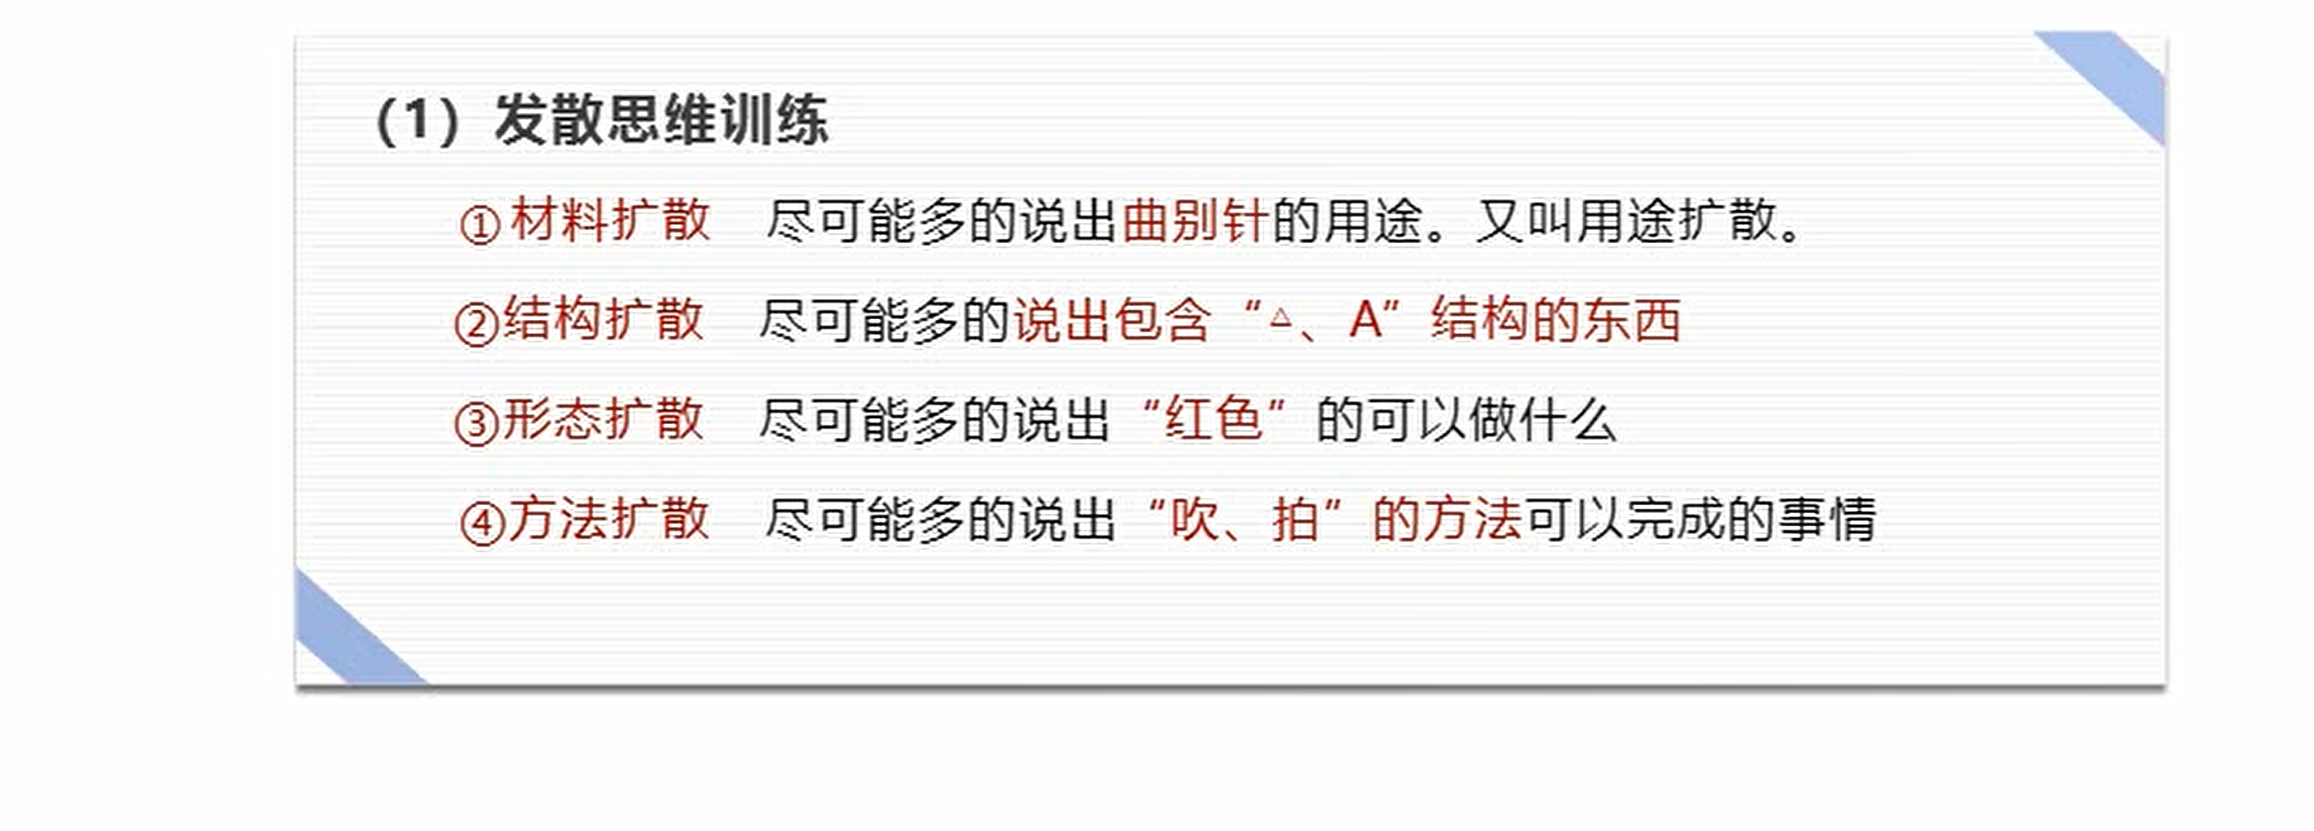 （1）发散思维训练
①材料扩散 尽可能多的说出曲别针的用途。又叫用途扩散。
②结构扩散 尽可能多的说出包含“△、A”结构的东西
③形态扩散 尽可能多的说出“红色”的可以做什么
④方法扩散 尽可能多的说出“吹、拍”的方法可以完成的事情